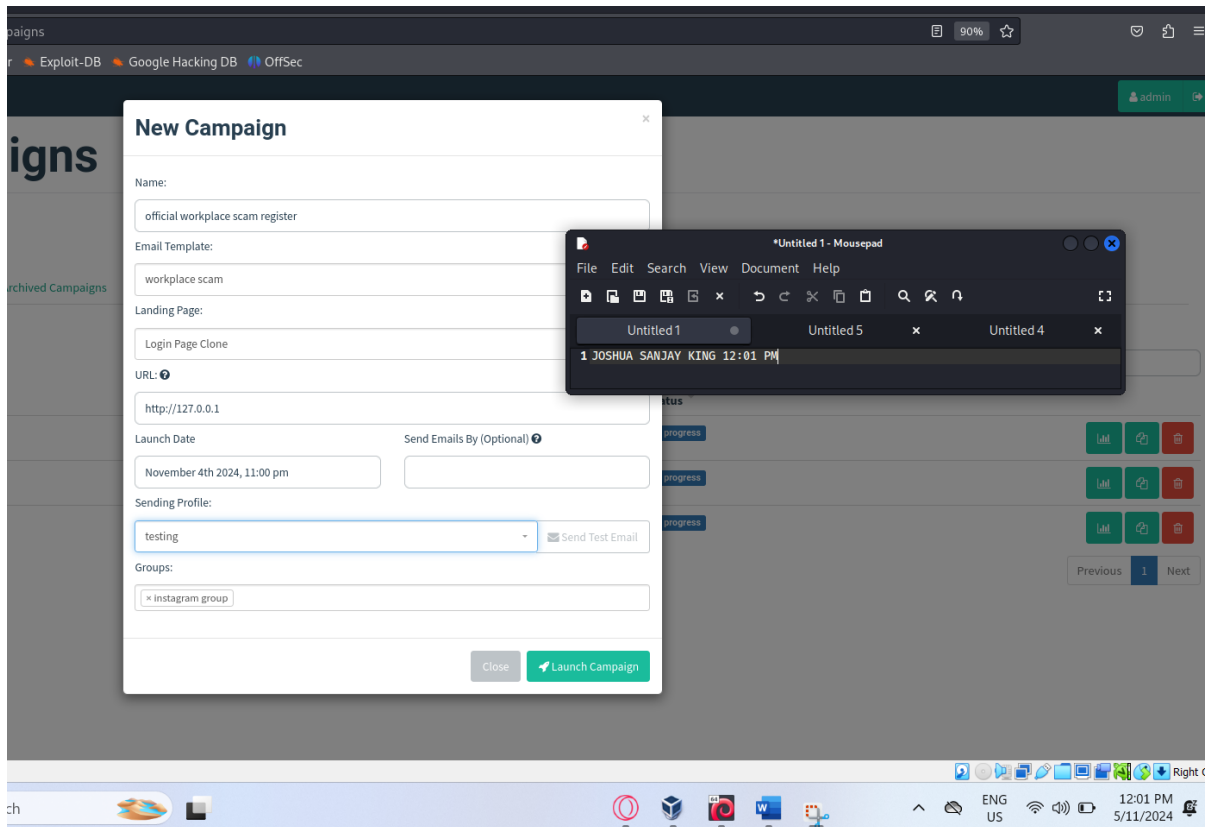 paigns
90%
r Exploit-DB Google Hacking DB OffSec
admin
igns
New Campaign
×
Name:
official workplace scam register
Email Template:
workplace scam
Archived Campaigns
Landing Page:
Login Page Clone
URL:
http://127.0.0.1
Launch Date
Send Emails By (Optional)
November 4th 2024, 11:00 pm
Sending Profile:
testing
Send Test Email
Groups:
× instagram group
Close
Launch Campaign
*Untitled 1 - Mousepad
File Edit Search View Document Help
Untitled 1
Untitled 5 ×
Untitled 4 ×
1 JOSHUA SANJAY KING 12:01 PM
atus
progress
progress
progress
Previous 1 Next
Right C
ch
64
W
ENG
US
12:01 PM
5/11/2024